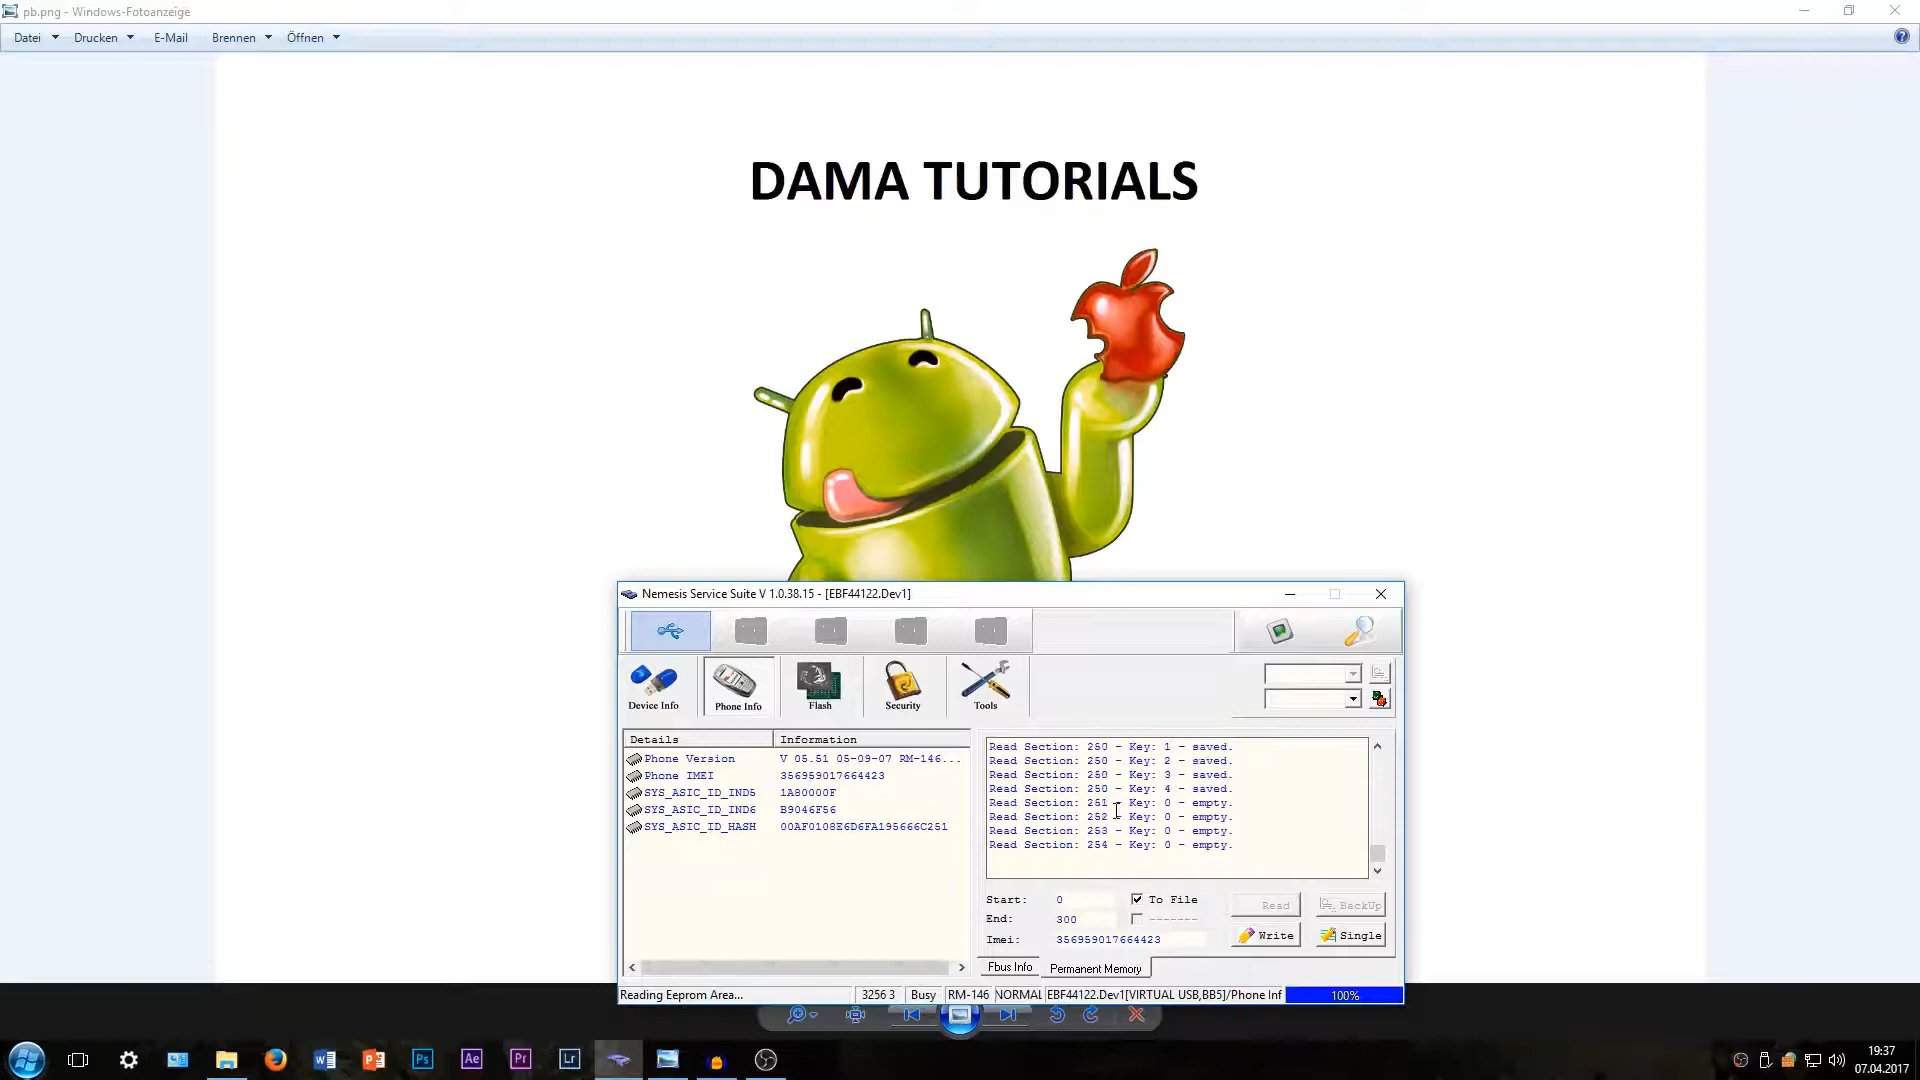 pb.png - Windows-Fotoanzeige
Datei Drucken E-Mail Brennen Öffnen
DAMA TUTORIALS
Nemesis Service Suite V 1.0.38.15 - [EBF44122.Dev1]
Device Info Phone Info Flash Security Tools
Details Information
Phone Version V 05.51 05-09-07 RM-146...
Phone IMEI 356959017664423
SYS_ASIC_ID_IND5 1A80000F
SYS_ASIC_ID_IND6 B9046F56
SYS_ASIC_ID_HASH 00AF0108E6D6FA195666C251
Read Section: 250 - Key: 1 - saved.
Read Section: 250 - Key: 2 - saved.
Read Section: 250 - Key: 3 - saved.
Read Section: 250 - Key: 4 - saved.
Read Section: 251 - Key: 0 - empty.
Read Section: 252 - Key: 0 - empty.
Read Section: 253 - Key: 0 - empty.
Read Section: 254 - Key: 0 - empty.
Start: 0 To File Read BackUp
End: 300 -------
Imei: 356959017664423 Write Single
Fbus Info Permanent Memory
Reading Eeprom Area... 3256 3 Busy RM-146 NORMAL EBF44122.Dev1[VIRTUAL USB,BB5]/Phone Inf 100%
Ps Ae Pr Lr
19:37
07.04.2017